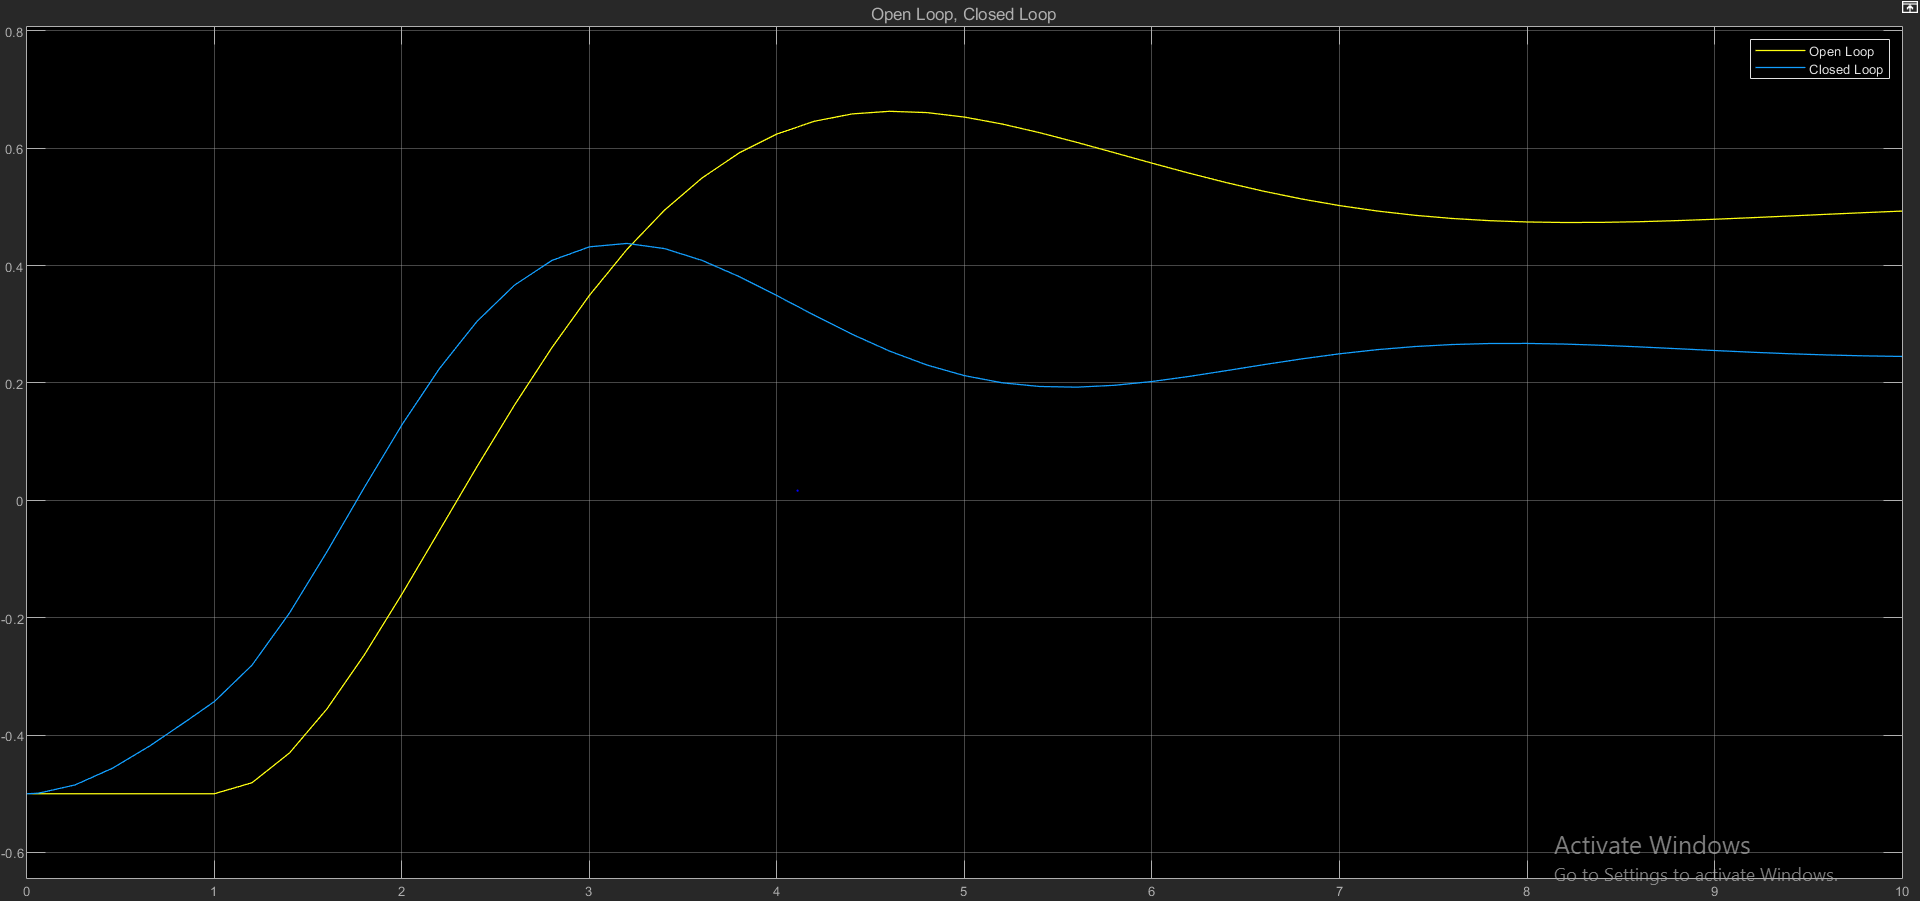 Open Loop, Closed Loop
0.8
Open Loop
Closed Loop
0.6
0.4
0.2
0
-0.2
-0.4
-0.6
Activate Windows
Go to Settings to activate Windows.
0 1 2 3 4 5 6 7 8 9 10